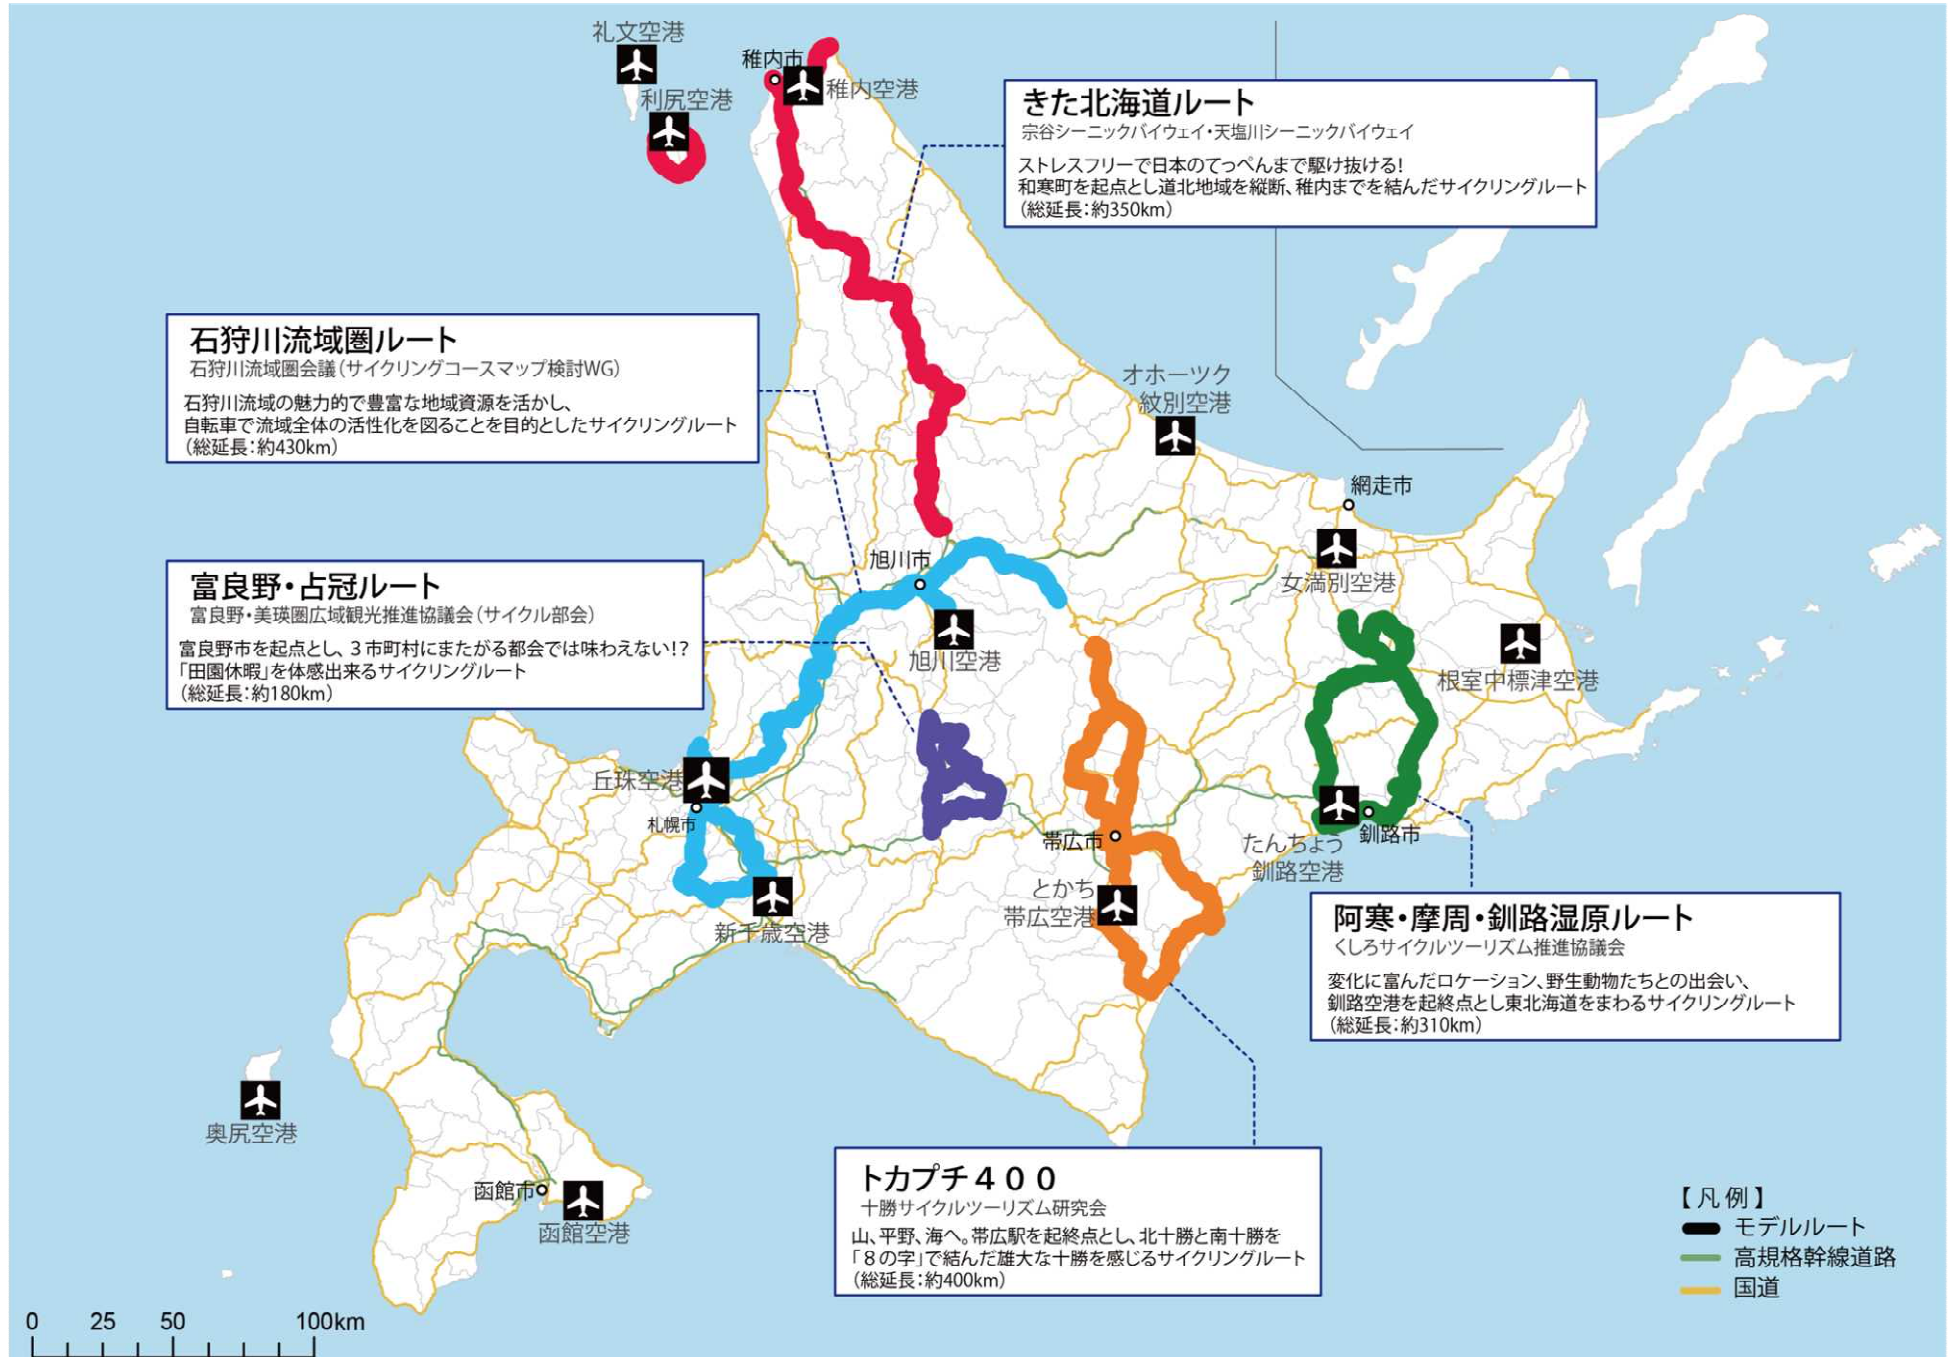 礼文空港
稚内市
稚内空港
利尻空港
きた北海道ルート
宗谷シーニックバイウェイ・天塩川シーニックバイウェイ
ストレスフリーで日本のてっぺんまで駆け抜ける!
和寒町を起点とし道北地域を縦断、稚内までを結んだサイクリングルート
(総延長:約350km)
石狩川流域圏ルート
石狩川流域圏会議(サイクリングコースマップ検討WG)
石狩川流域の魅力的で豊富な地域資源を活かし、
自転車で流域全体の活性化を図ることを目的としたサイクリングルート
(総延長:約430km)
オホーツク
紋別空港
網走市
女満別空港
旭川市
旭川空港
根室中標津空港
富良野・占冠ルート
富良野・美瑛圏広域観光推進協議会(サイクル部会)
富良野市を起点とし、3市町村にまたがる都会では味わえない!?
「田園休暇」を体感出来るサイクリングルート
(総延長:約180km)
丘珠空港
札幌市
新千歳空港
帯広市
とかち
帯広空港
たんちょう
釧路空港
釧路市
阿寒・摩周・釧路湿原ルート
くしろサイクルツーリズム推進協議会
変化に富んだロケーション、野生動物たちとの出会い、
釧路空港を起終点とし東北海道をまわるサイクリングルート
(総延長:約310km)
奥尻空港
函館市
函館空港
トカプチ400
十勝サイクルツーリズム研究会
山、平野、海へ。帯広駅を起終点とし、北十勝と南十勝を
「8の字」で結んだ雄大な十勝を感じるサイクリングルート
(総延長:約400km)
【凡例】
モデルルート
高規格幹線道路
国道
0 25 50 100km